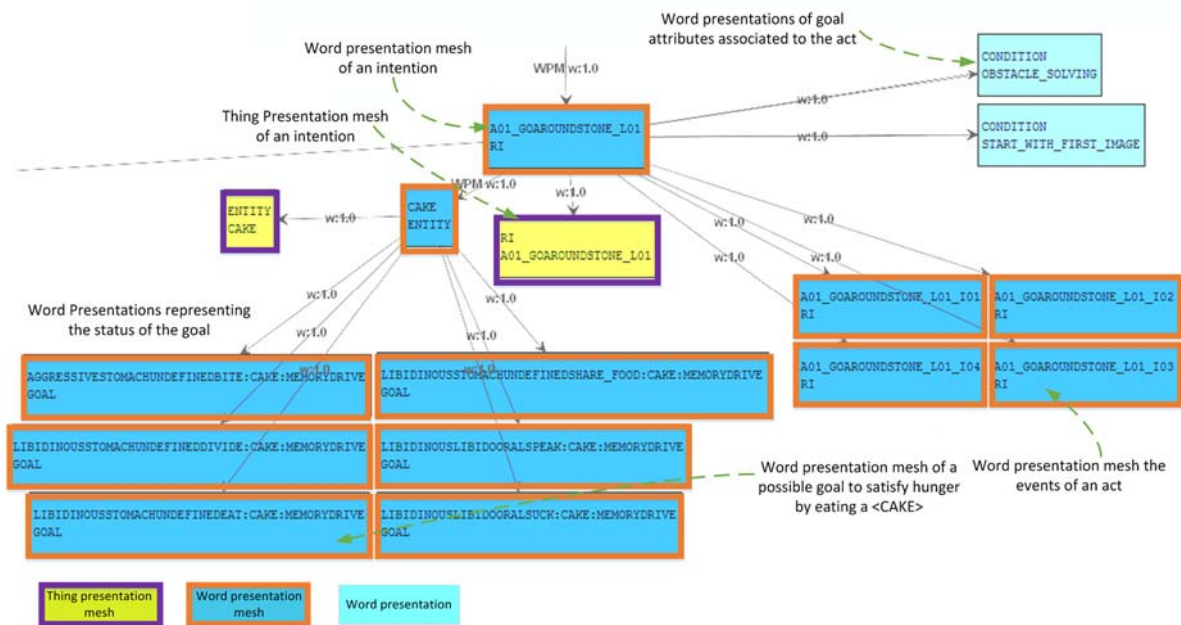 Word presentations of goal
attributes associated to the act
Word presentation mesh
of an intention
Thing Presentation mesh
of an intention
WPM w:1.0
CONDITION
OBSTACLE_SOLVING
w:1.0
A01_GOAROUNDSTONE_L01
RI
w:1.0
CONDITION
START_WITH_FIRST_IMAGE
WPM w:1.0
w:1.0
ENTITY
CAKE
w:1.0
CAKE
ENTITY
RI
A01_GOAROUNDSTONE_L01
w:1.0
w:1.0
w:1.0
Word Presentations representing
the status of the goal
w:1.0
w:1.0
w:1.0
w:1.0
w:1.0
A01_GOAROUNDSTONE_L01_I01
RI
A01_GOAROUNDSTONE_L01_I02
RI
A01_GOAROUNDSTONE_L01_I04
RI
A01_GOAROUNDSTONE_L01_I03
RI
AGGRESSIVESTOMACHUNDEFINEDBITE:CAKE:MEMORYDRIVE
GOAL
LIBIDINOUSSTOMACHUNDEFINEDSHARE_FOOD:CAKE:MEMORYDRIVE
GOAL
LIBIDINOUSSTOMACHUNDEFINEDDIVIDE:CAKE:MEMORYDRIVE
GOAL
LIBIDINOUSLIBIDOORALSPEAK:CAKE:MEMORYDRIVE
GOAL
LIBIDINOUSSTOMACHUNDEFINEDEAT:CAKE:MEMORYDRIVE
GOAL
LIBIDINOUSLIBIDOORALSUCK:CAKE:MEMORYDRIVE
GOAL
Word presentation mesh of a
possible goal to satisfy hunger
by eating a <CAKE>
Word presentation mesh the
events of an act
Thing presentation
mesh
Word presentation
mesh
Word presentation